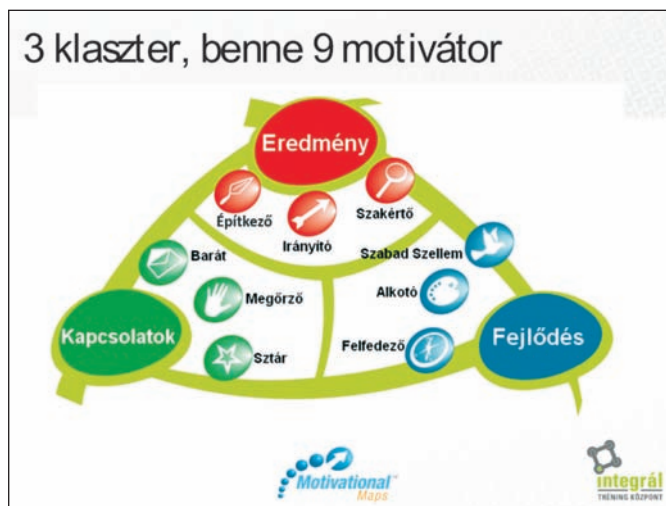 3 klaszter, benne 9 motivátor
Eredmény
Építkező
Irányító
Szakértő
Barát
Megőrző
Sztár
Kapcsolatok
Szabad Szellem
Alkotó
Felfedező
Fejlődés
Motivational™
Maps
integrál
TRÉNING KÖZPONT